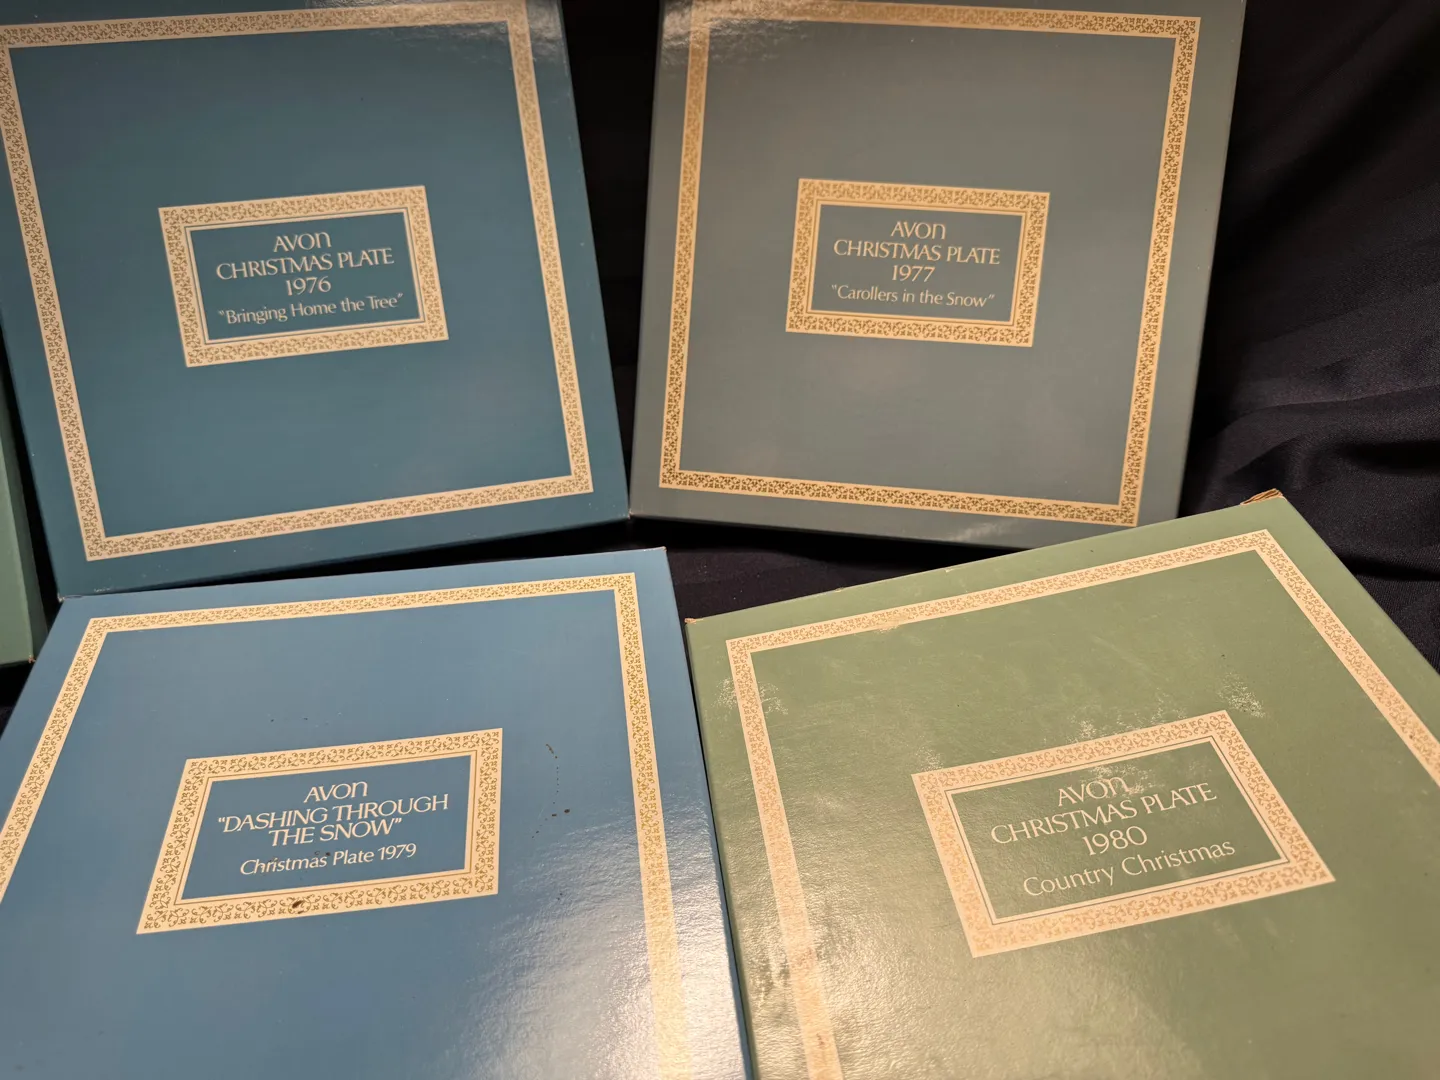 AVON
CHRISTMAS PLATE
1976
"Bringing Home the Tree"
AVON
CHRISTMAS PLATE
1977
"Carollers in the Snow"
AVON
"DASHING THROUGH
THE SNOW"
Christmas Plate 1979
AVON
CHRISTMAS PLATE
1980
Country Christmas